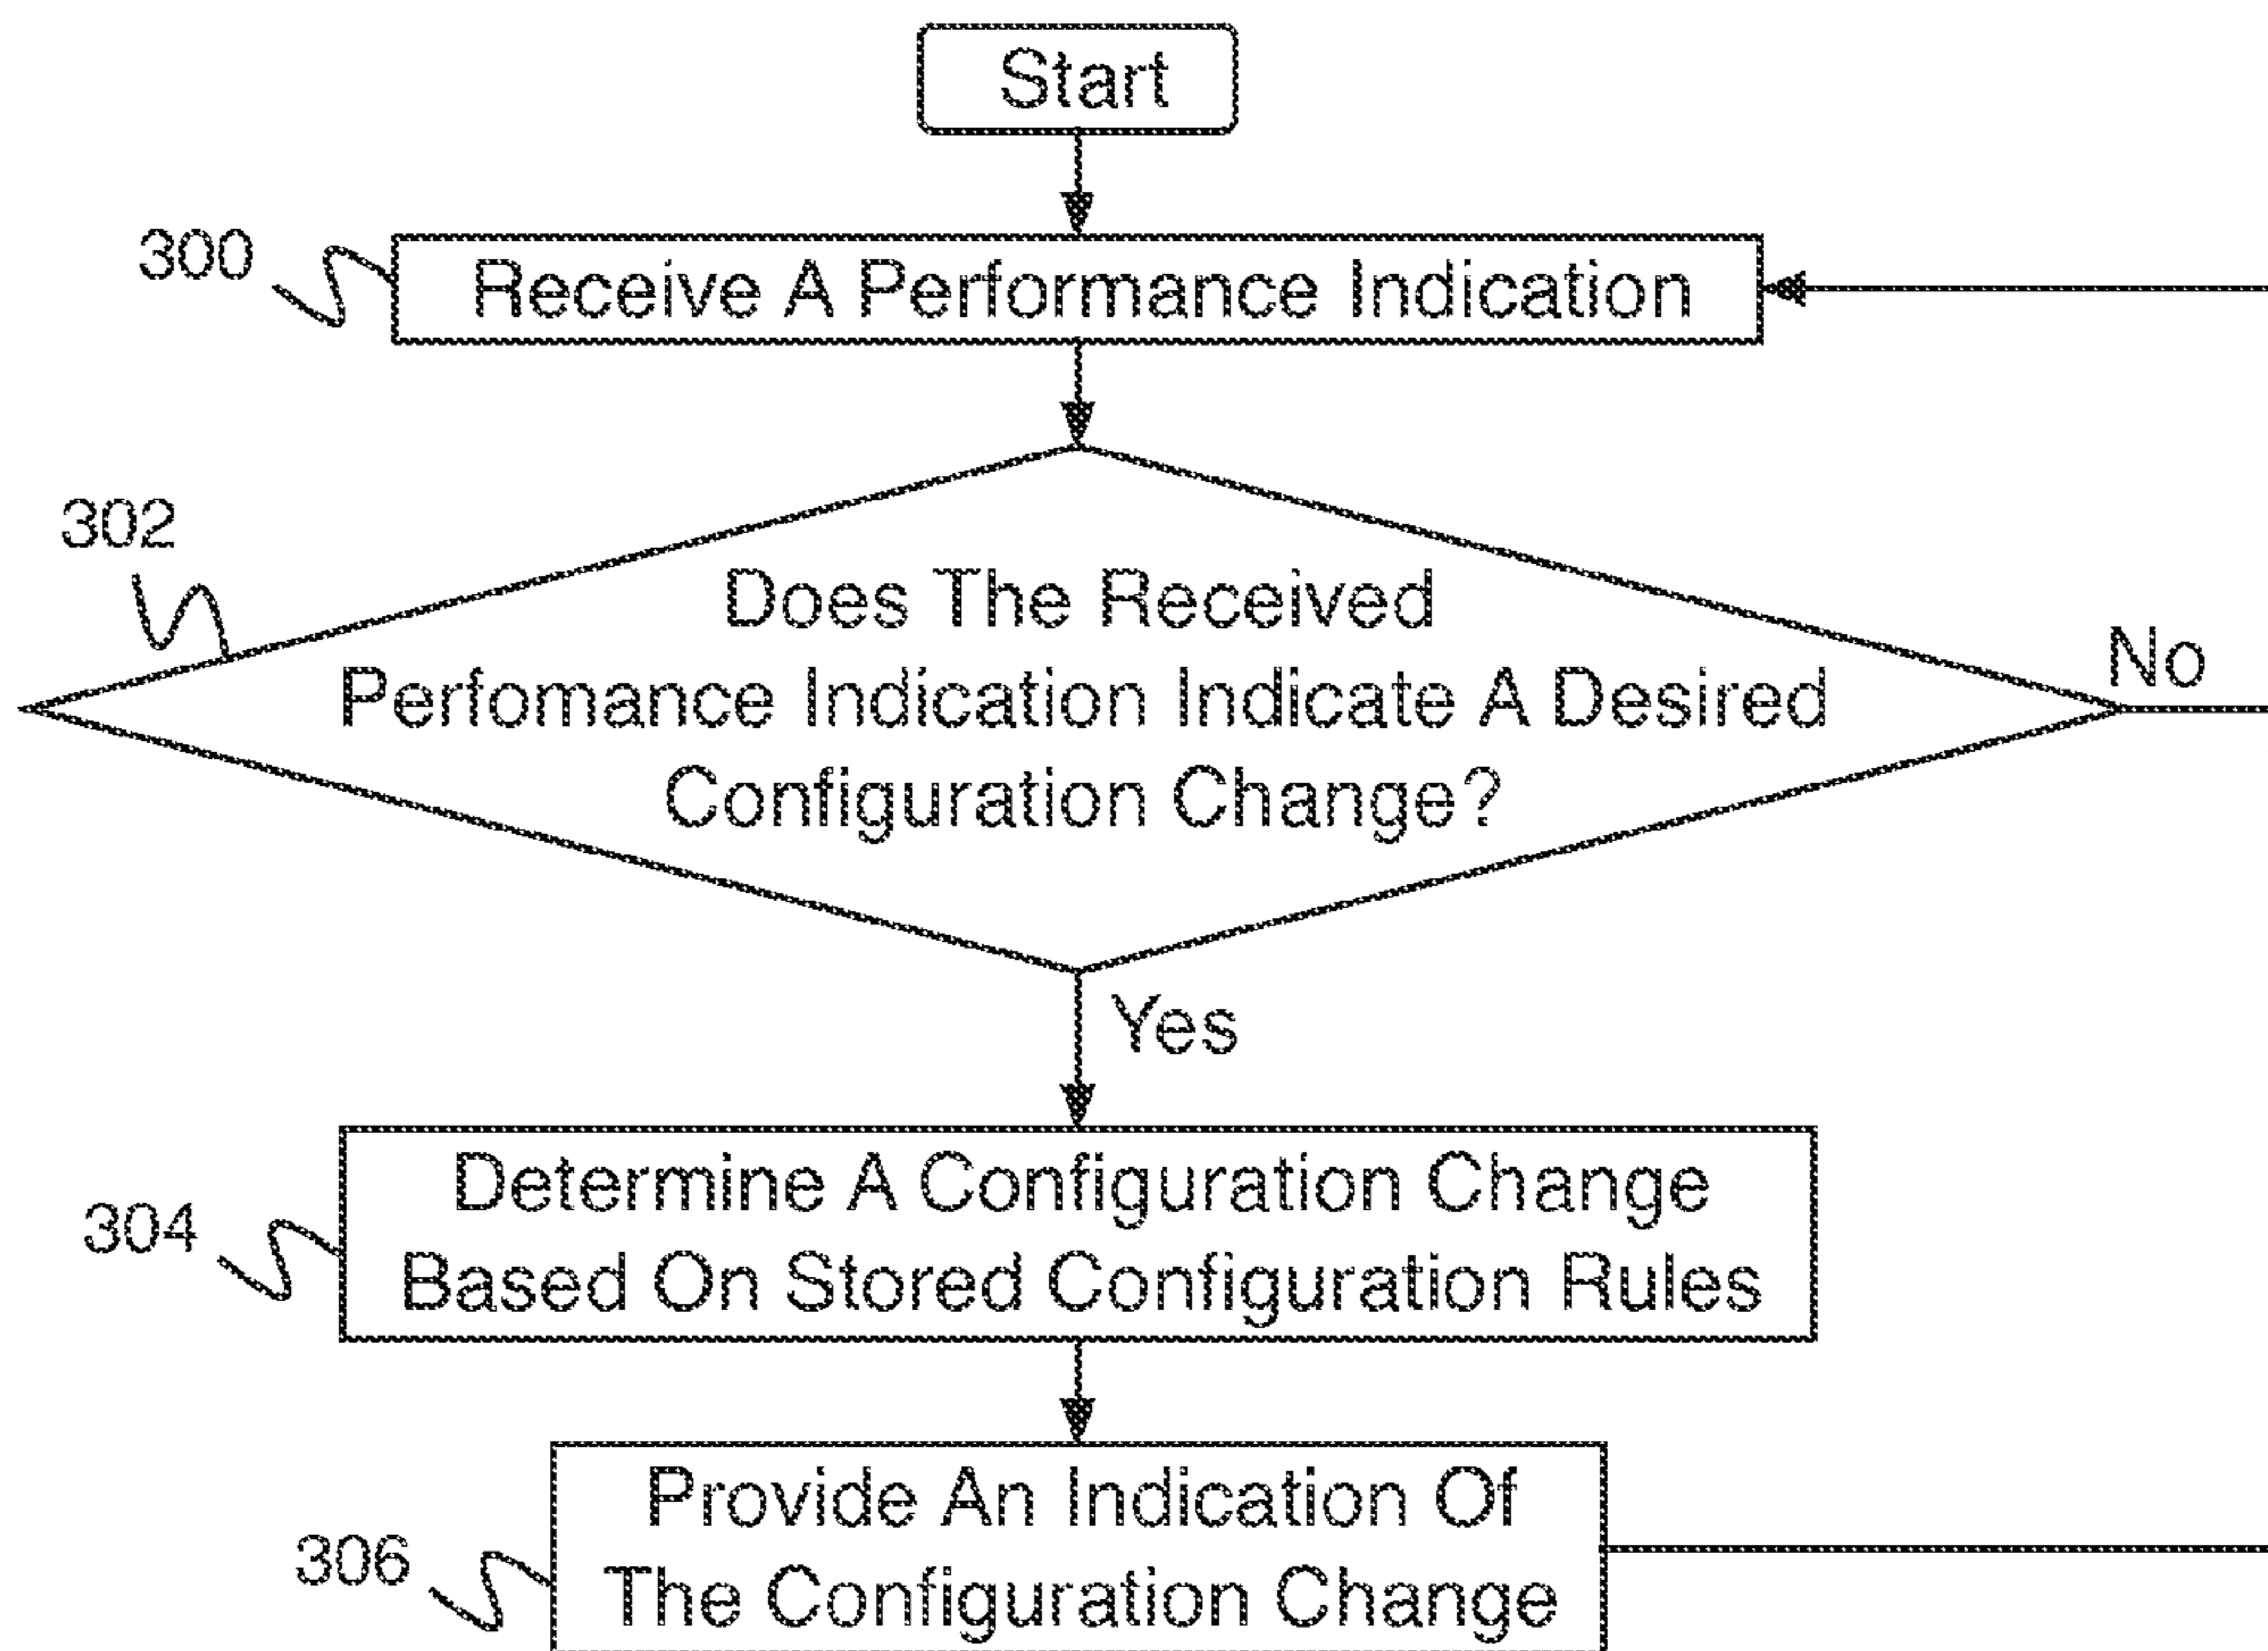 Start
300
Receive A Performance Indication
302
Does The Received
Perfomance Indication Indicate A Desired
Configuration Change?
No
Yes
304
Determine A Configuration Change
Based On Stored Configuration Rules
306
Provide An Indication Of
The Configuration Change